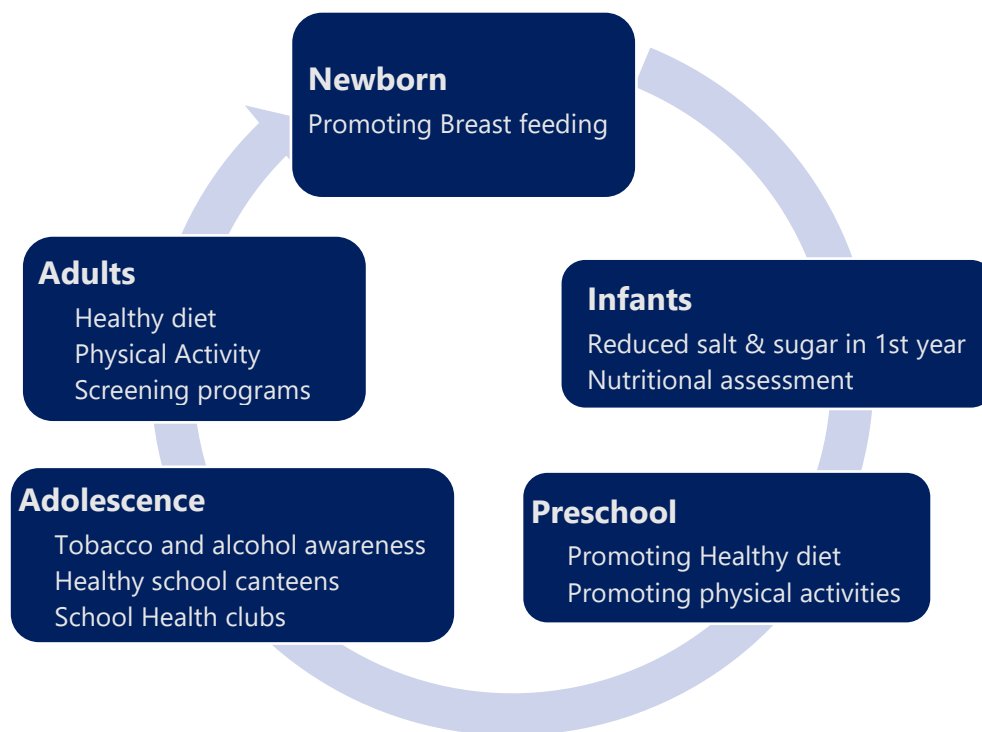 Newborn
Promoting Breast feeding
Infants
Reduced salt & sugar in 1st year
Nutritional assessment
Preschool
Promoting Healthy diet
Promoting physical activities
Adolescence
Tobacco and alcohol awareness
Healthy school canteens
School Health clubs
Adults
Healthy diet
Physical Activity
Screening programs